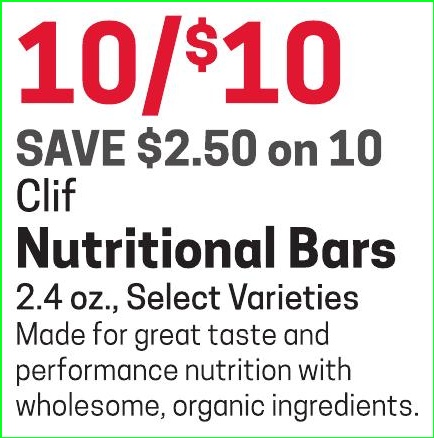 10/$10
SAVE $2.50 on 10
Clif
Nutritional Bars
2.4 oz., Select Varieties
Made for great taste and
performance nutrition with
wholesome, organic ingredients.